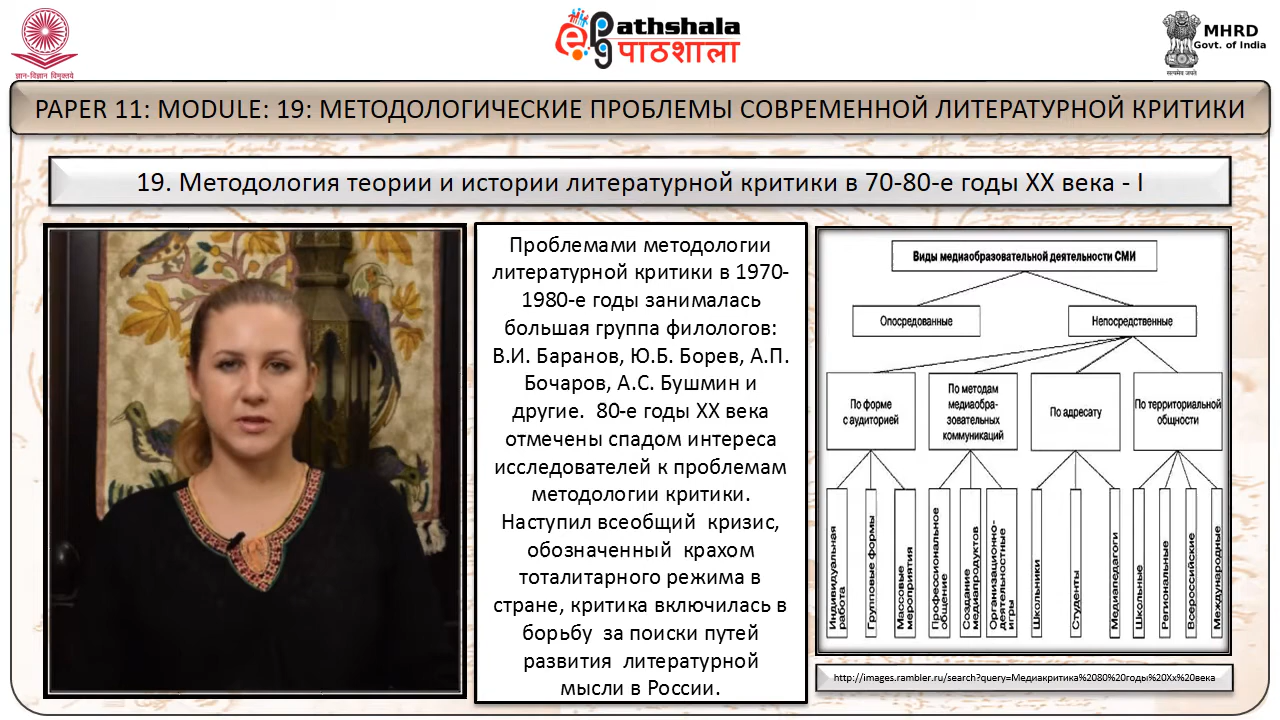 ज्ञान-विज्ञान विमुक्तये
ePg
athshala
पाठशाला
MHRD
Govt. of India
सत्यमेव जयते
PAPER 11: MODULE: 19: МЕТОДОЛОГИЧЕСКИЕ ПРОБЛЕМЫ СОВРЕМЕННОЙ ЛИТЕРАТУРНОЙ КРИТИКИ
19. Методология теории и истории литературной критики в 70-80-е годы XX века - I
Проблемами методологии
литературной критики в 1970-
1980-е годы занималась
большая группа филологов:
В.И. Баранов, Ю.Б. Борев, А.П.
Бочаров, А.С. Бушмин и
другие. 80-е годы XX века
отмечены спадом интереса
исследователей к проблемам
методологии критики.
Наступил всеобщий кризис,
обозначенный крахом
тоталитарного режима в
стране, критика включилась в
борьбу за поиски путей
развития литературной
мысли в России.
Виды медиаобразовательной деятельности СМИ
Опосредованные
Непосредственные
По форме
с аудиторией
По методам
медиаобра-
зовательных
коммуникаций
По адресату
По территориальной
общности
Индивидуальная
работа
Групповые формы
Массовые
мероприятия
Профессиональное
общение
Создание
медиапродуктов
Организационно-
деятельностные
игры
Школьники
Студенты
Медиапедагоги
Школьные
Региональные
Всероссийские
Международные
http://images.rambler.ru/search?query=Медиакритика%2080%20годы%20Хх%20века